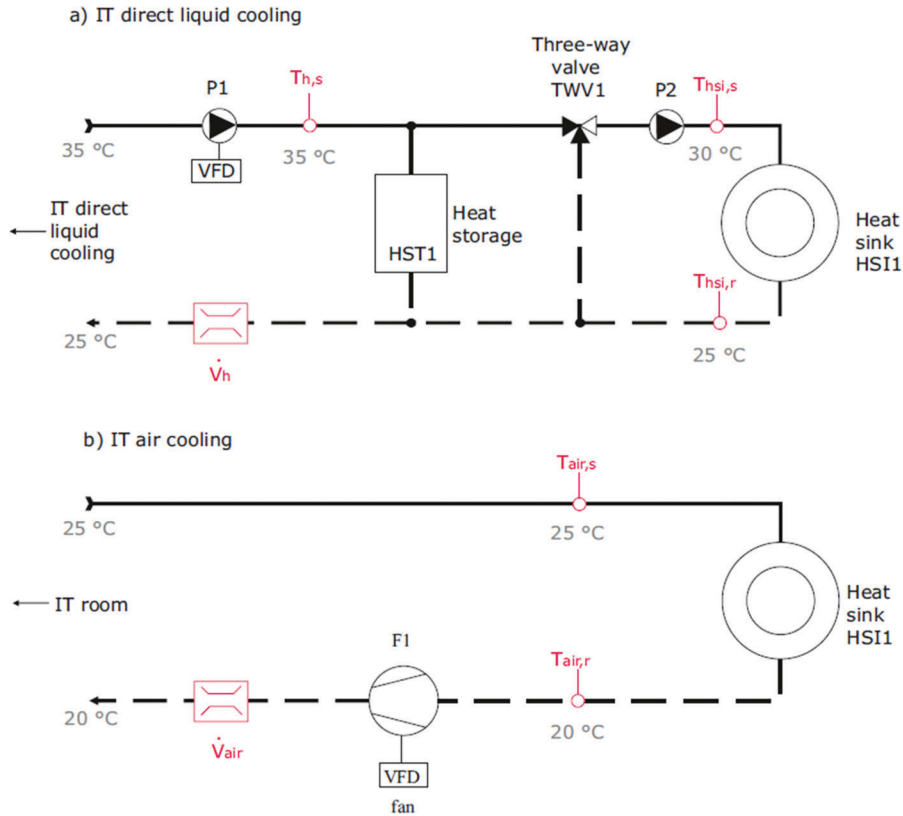 a) IT direct liquid cooling
Three-way
valve
TWV1
P1
Th,s
P2
Thsi,s
35 °C
VFD
35 °C
30 °C
IT direct
liquid
cooling
HST1
Heat
storage
Heat
sink
HSI1
Thsi,r
25 °C
V̇h
25 °C
b) IT air cooling
Tair,s
25 °C
25 °C
IT room
Heat
sink
HSI1
F1
Tair,r
20 °C
V̇air
20 °C
VFD
fan